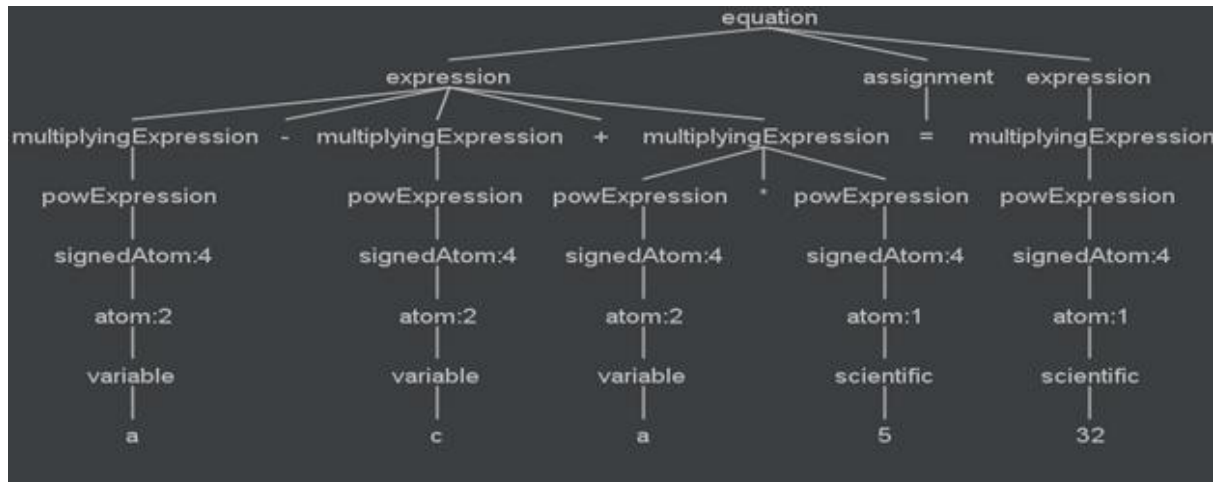 equation
expression assignment expression
multiplyingExpression - multiplyingExpression + multiplyingExpression = multiplyingExpression
powExpression powExpression powExpression * powExpression powExpression
signedAtom:4 signedAtom:4 signedAtom:4 signedAtom:4 signedAtom:4
atom:2 atom:2 atom:2 atom:1 atom:1
variable variable variable scientific scientific
a c a 5 32